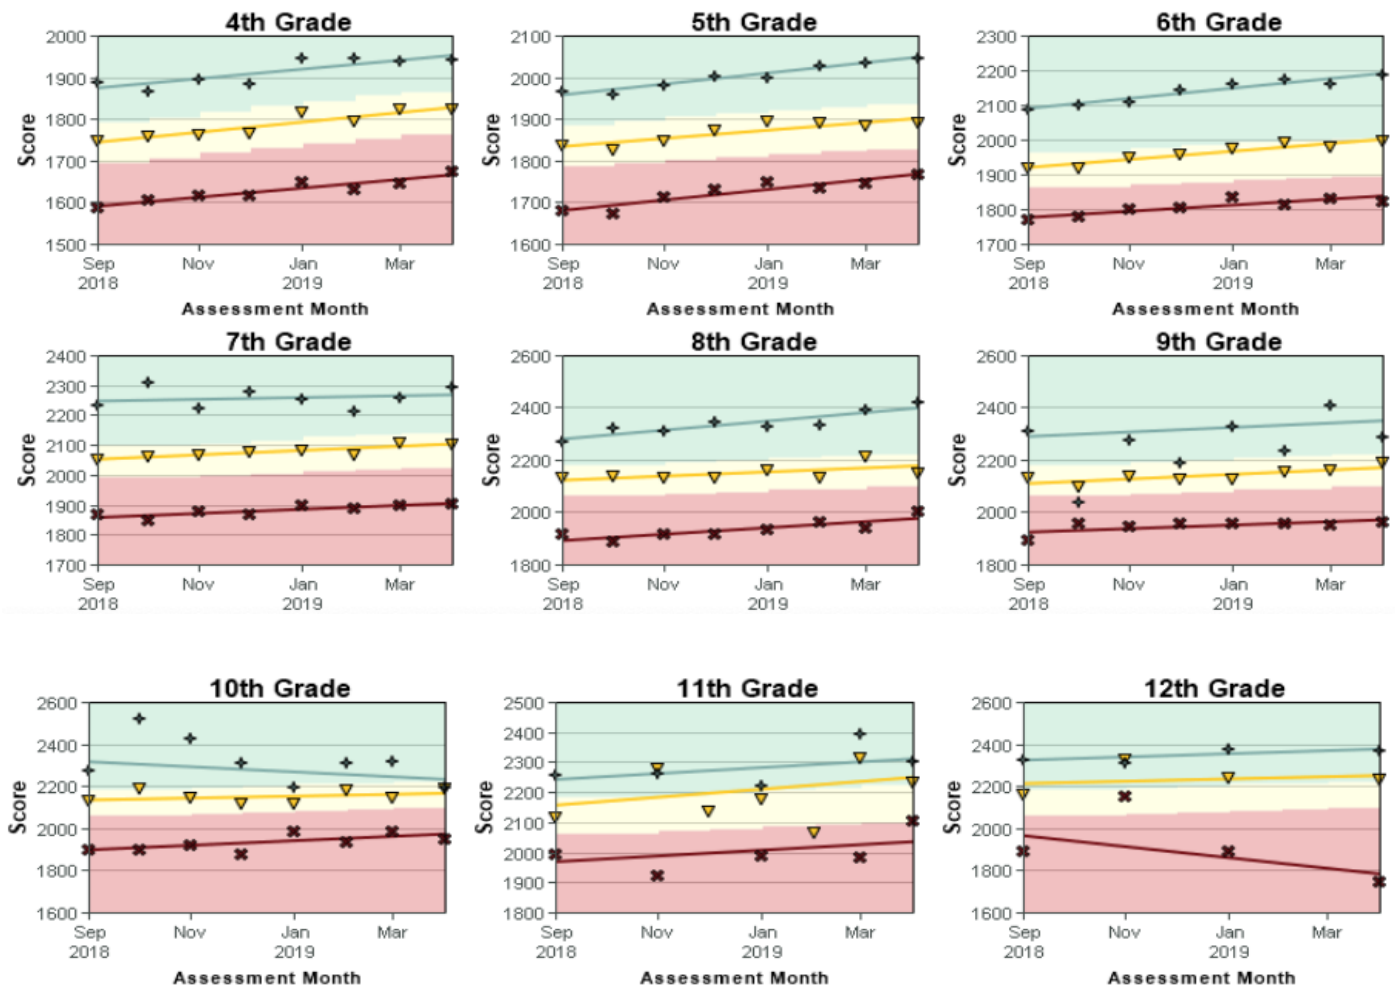 4th Grade
2000
1900
1800
1700
1600
1500
Score
Sep
2018
Nov
Jan
2019
Mar
Assessment Month
5th Grade
2100
2000
1900
1800
1700
1600
Score
Sep
2018
Nov
Jan
2019
Mar
Assessment Month
6th Grade
2300
2200
2100
2000
1900
1800
1700
Score
Sep
2018
Nov
Jan
2019
Mar
Assessment Month
7th Grade
2400
2300
2200
2100
2000
1900
1800
1700
Score
Sep
2018
Nov
Jan
2019
Mar
8th Grade
2600
2400
2200
2000
1800
Score
Sep
2018
Nov
Jan
2019
Mar
9th Grade
2600
2400
2200
2000
1800
Score
Sep
2018
Nov
Jan
2019
Mar
10th Grade
2600
2400
2200
2000
1800
1600
Score
Sep
2018
Nov
Jan
2019
Mar
Assessment Month
11th Grade
2500
2400
2300
2200
2100
2000
1900
1800
Score
Sep
2018
Nov
Jan
2019
Mar
Assessment Month
12th Grade
2600
2400
2200
2000
1800
1600
Score
Sep
2018
Nov
Jan
2019
Mar
Assessment Month